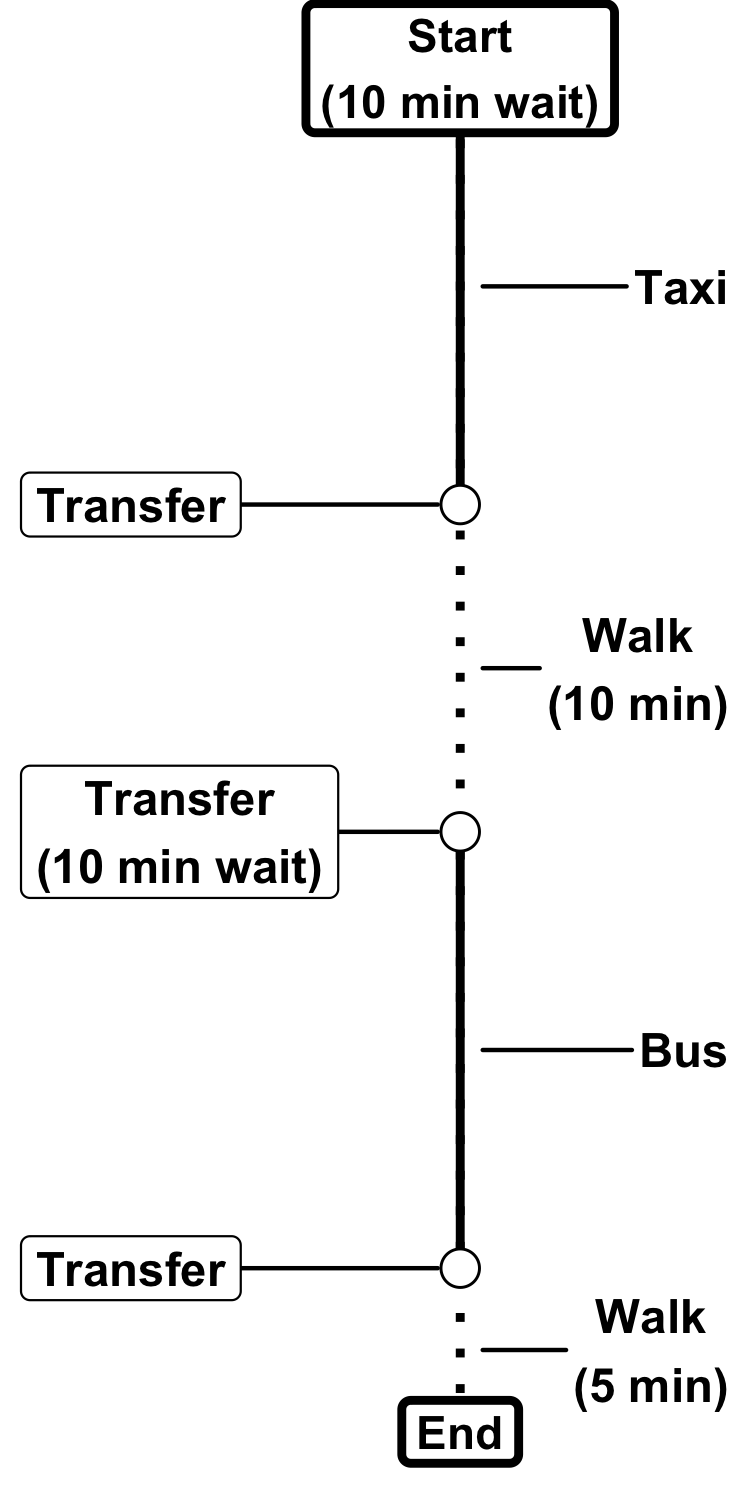 Start
(10 min wait)
Taxi
Transfer
Walk
(10 min)
Transfer
(10 min wait)
Bus
Transfer
Walk
(5 min)
End